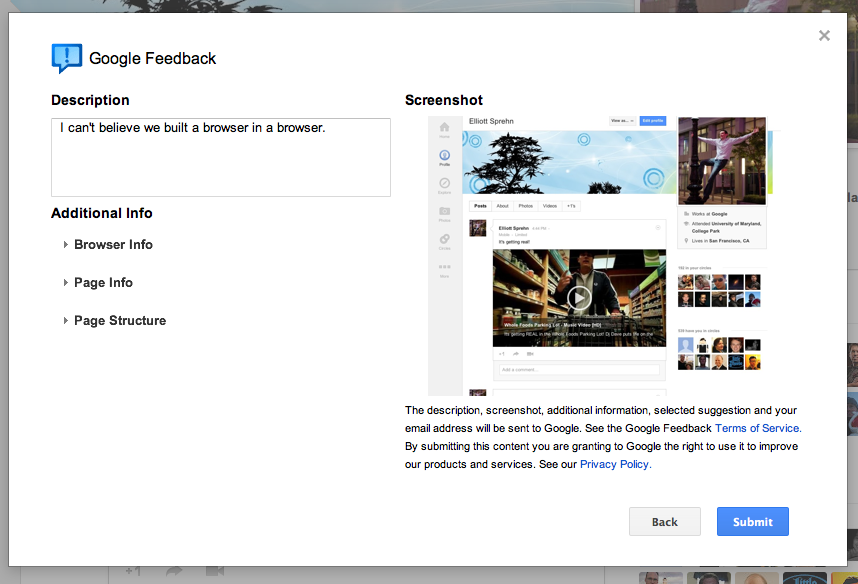 Google Feedback
Description
I can't believe we built a browser in a browser.
Additional Info
Browser Info
Page Info
Page Structure
Screenshot
Elliott Sprehn
View as...
Edit profile
Home
Profile
Explore
Photos
Circles
More
Posts About Photos Videos +1's
Elliott Sprehn 4:44 PM
Mobile - Limited
It's getting real!
Whole Foods Parking Lot - Music Video [HD]
Its getting REAL in the Whole Foods Parking Lot! Dj Dave puts life on the
+1
Add a comment...
Works at Google
Attended University of Maryland,
College Park
Lives in San Francisco, CA
in your circles
have you in circles
The description, screenshot, additional information, selected suggestion and your
email address will be sent to Google. See the Google Feedback Terms of Service.
By submitting this content you are granting to Google the right to use it to improve
our products and services. See our Privacy Policy.
Back
Submit
+1